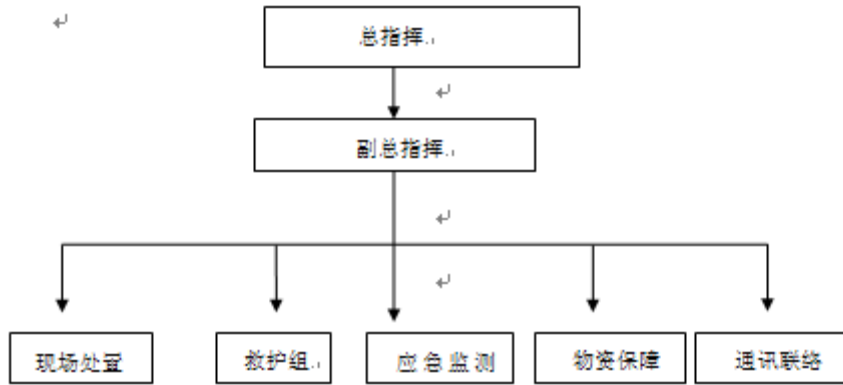 总指挥
副总指挥
现场处置
救护组
应急监测
物资保障
通讯联络